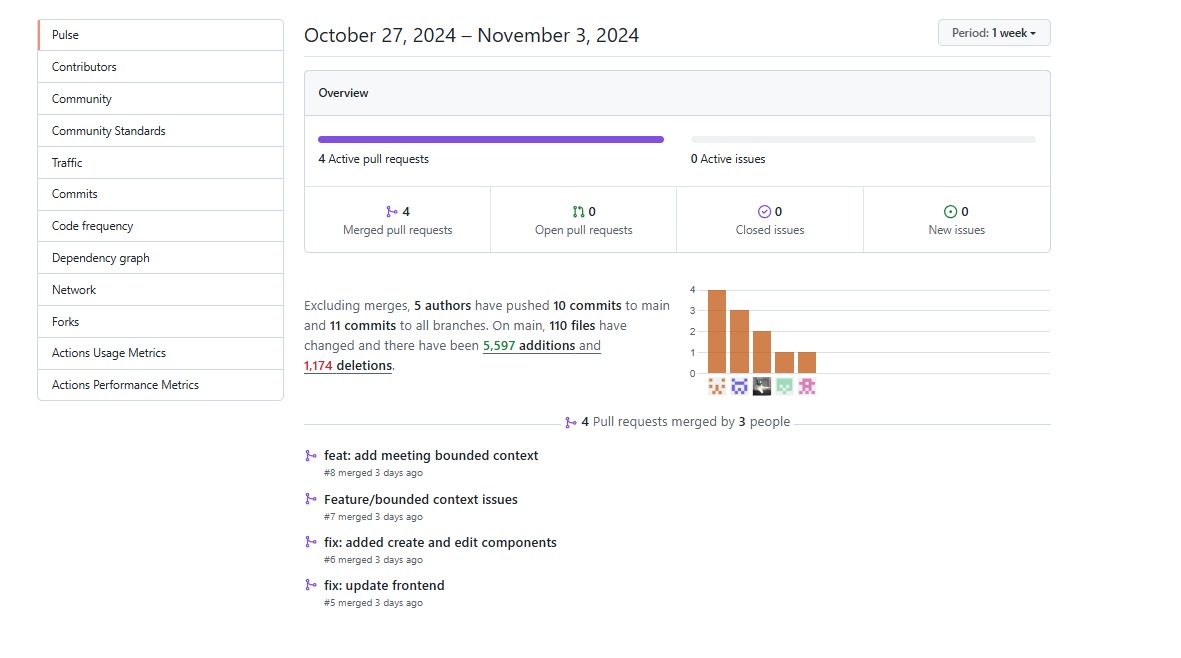 Pulse
Contributors
Community
Community Standards
Traffic
Commits
Code frequency
Dependency graph
Network
Forks
Actions Usage Metrics
Actions Performance Metrics
October 27, 2024 – November 3, 2024
Period: 1 week
Overview
4 Active pull requests
0 Active issues
4
Merged pull requests
0
Open pull requests
0
Closed issues
0
New issues
Excluding merges, 5 authors have pushed 10 commits to main
and 11 commits to all branches. On main, 110 files have
changed and there have been 5,597 additions and
1,174 deletions.
4
3
2
1
0
4 Pull requests merged by 3 people
feat: add meeting bounded context
#8 merged 3 days ago
Feature/bounded context issues
#7 merged 3 days ago
fix: added create and edit components
#6 merged 3 days ago
fix: update frontend
#5 merged 3 days ago